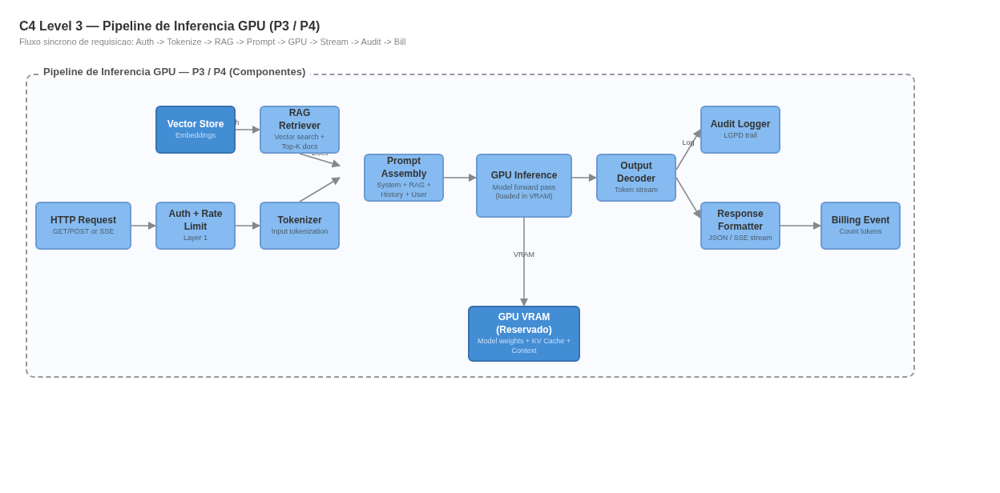 C4 Level 3 — Pipeline de Inferencia GPU (P3 / P4)
Fluxo sincrono de requisicao: Auth -> Tokenize -> RAG -> Prompt -> GPU -> Stream -> Audit -> Bill
Pipeline de Inferencia GPU — P3 / P4 (Componentes)
Vector Store
Embeddings
RAG
Retriever
Vector search +
Top-K docs
Docs
Audit Logger
LGPD trail
Log
Prompt
Assembly
System + RAG +
History + User
GPU Inference
Model forward pass
(loaded in VRAM)
Output
Decoder
Token stream
HTTP Request
GET/POST or SSE
Auth + Rate
Limit
Layer 1
Tokenizer
Input tokenization
Response
Formatter
JSON / SSE stream
Billing Event
Count tokens
VRAM
GPU VRAM
(Reservado)
Model weights + KV Cache +
Context